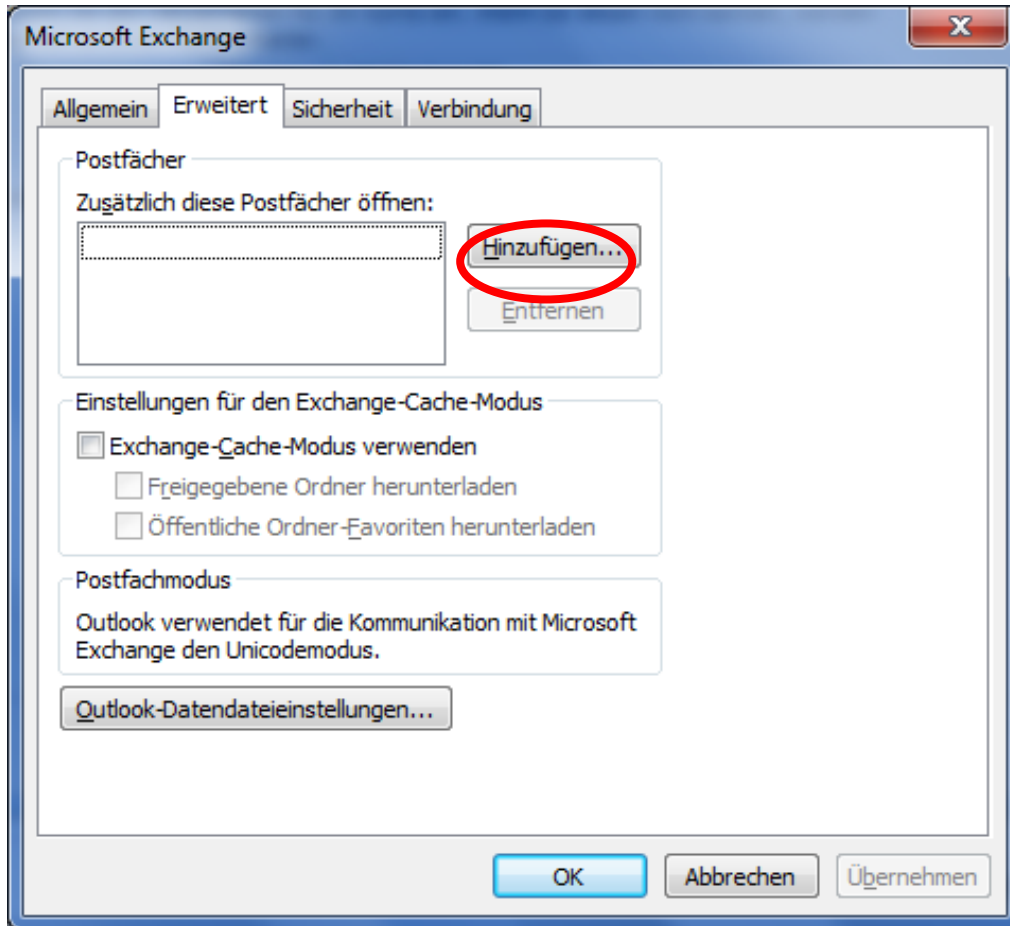 Microsoft Exchange
Allgemein Erweitert Sicherheit Verbindung
Postfächer
Zusätzlich diese Postfächer öffnen:
Hinzufügen...
Entfernen
Einstellungen für den Exchange-Cache-Modus
Exchange-Cache-Modus verwenden
Freigegebene Ordner herunterladen
Öffentliche Ordner-Favoriten herunterladen
Postfachmodus
Outlook verwendet für die Kommunikation mit Microsoft
Exchange den Unicodemodus.
Outlook-Datendateieinstellungen...
OK Abbrechen Übernehmen